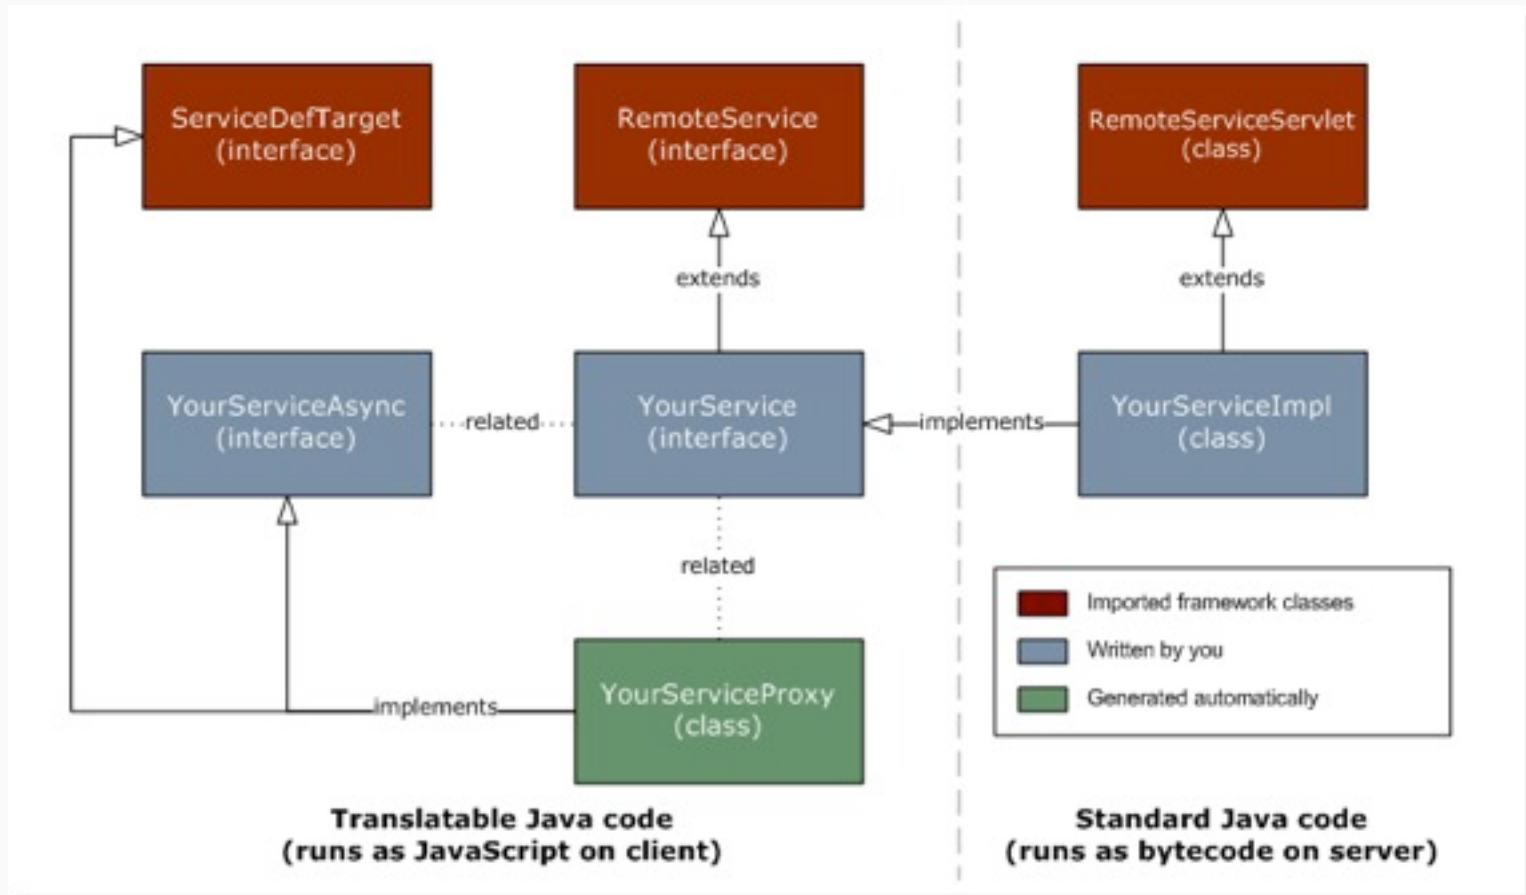 ServiceDefTarget
(interface)
RemoteService
(interface)
RemoteServiceServlet
(class)
extends
extends
YourServiceAsync
(interface)
related
YourService
(interface)
implements
YourServiceImpl
(class)
related
implements
YourServiceProxy
(class)
Imported framework classes
Written by you
Generated automatically
Translatable Java code
(runs as JavaScript on client)
Standard Java code
(runs as bytecode on server)